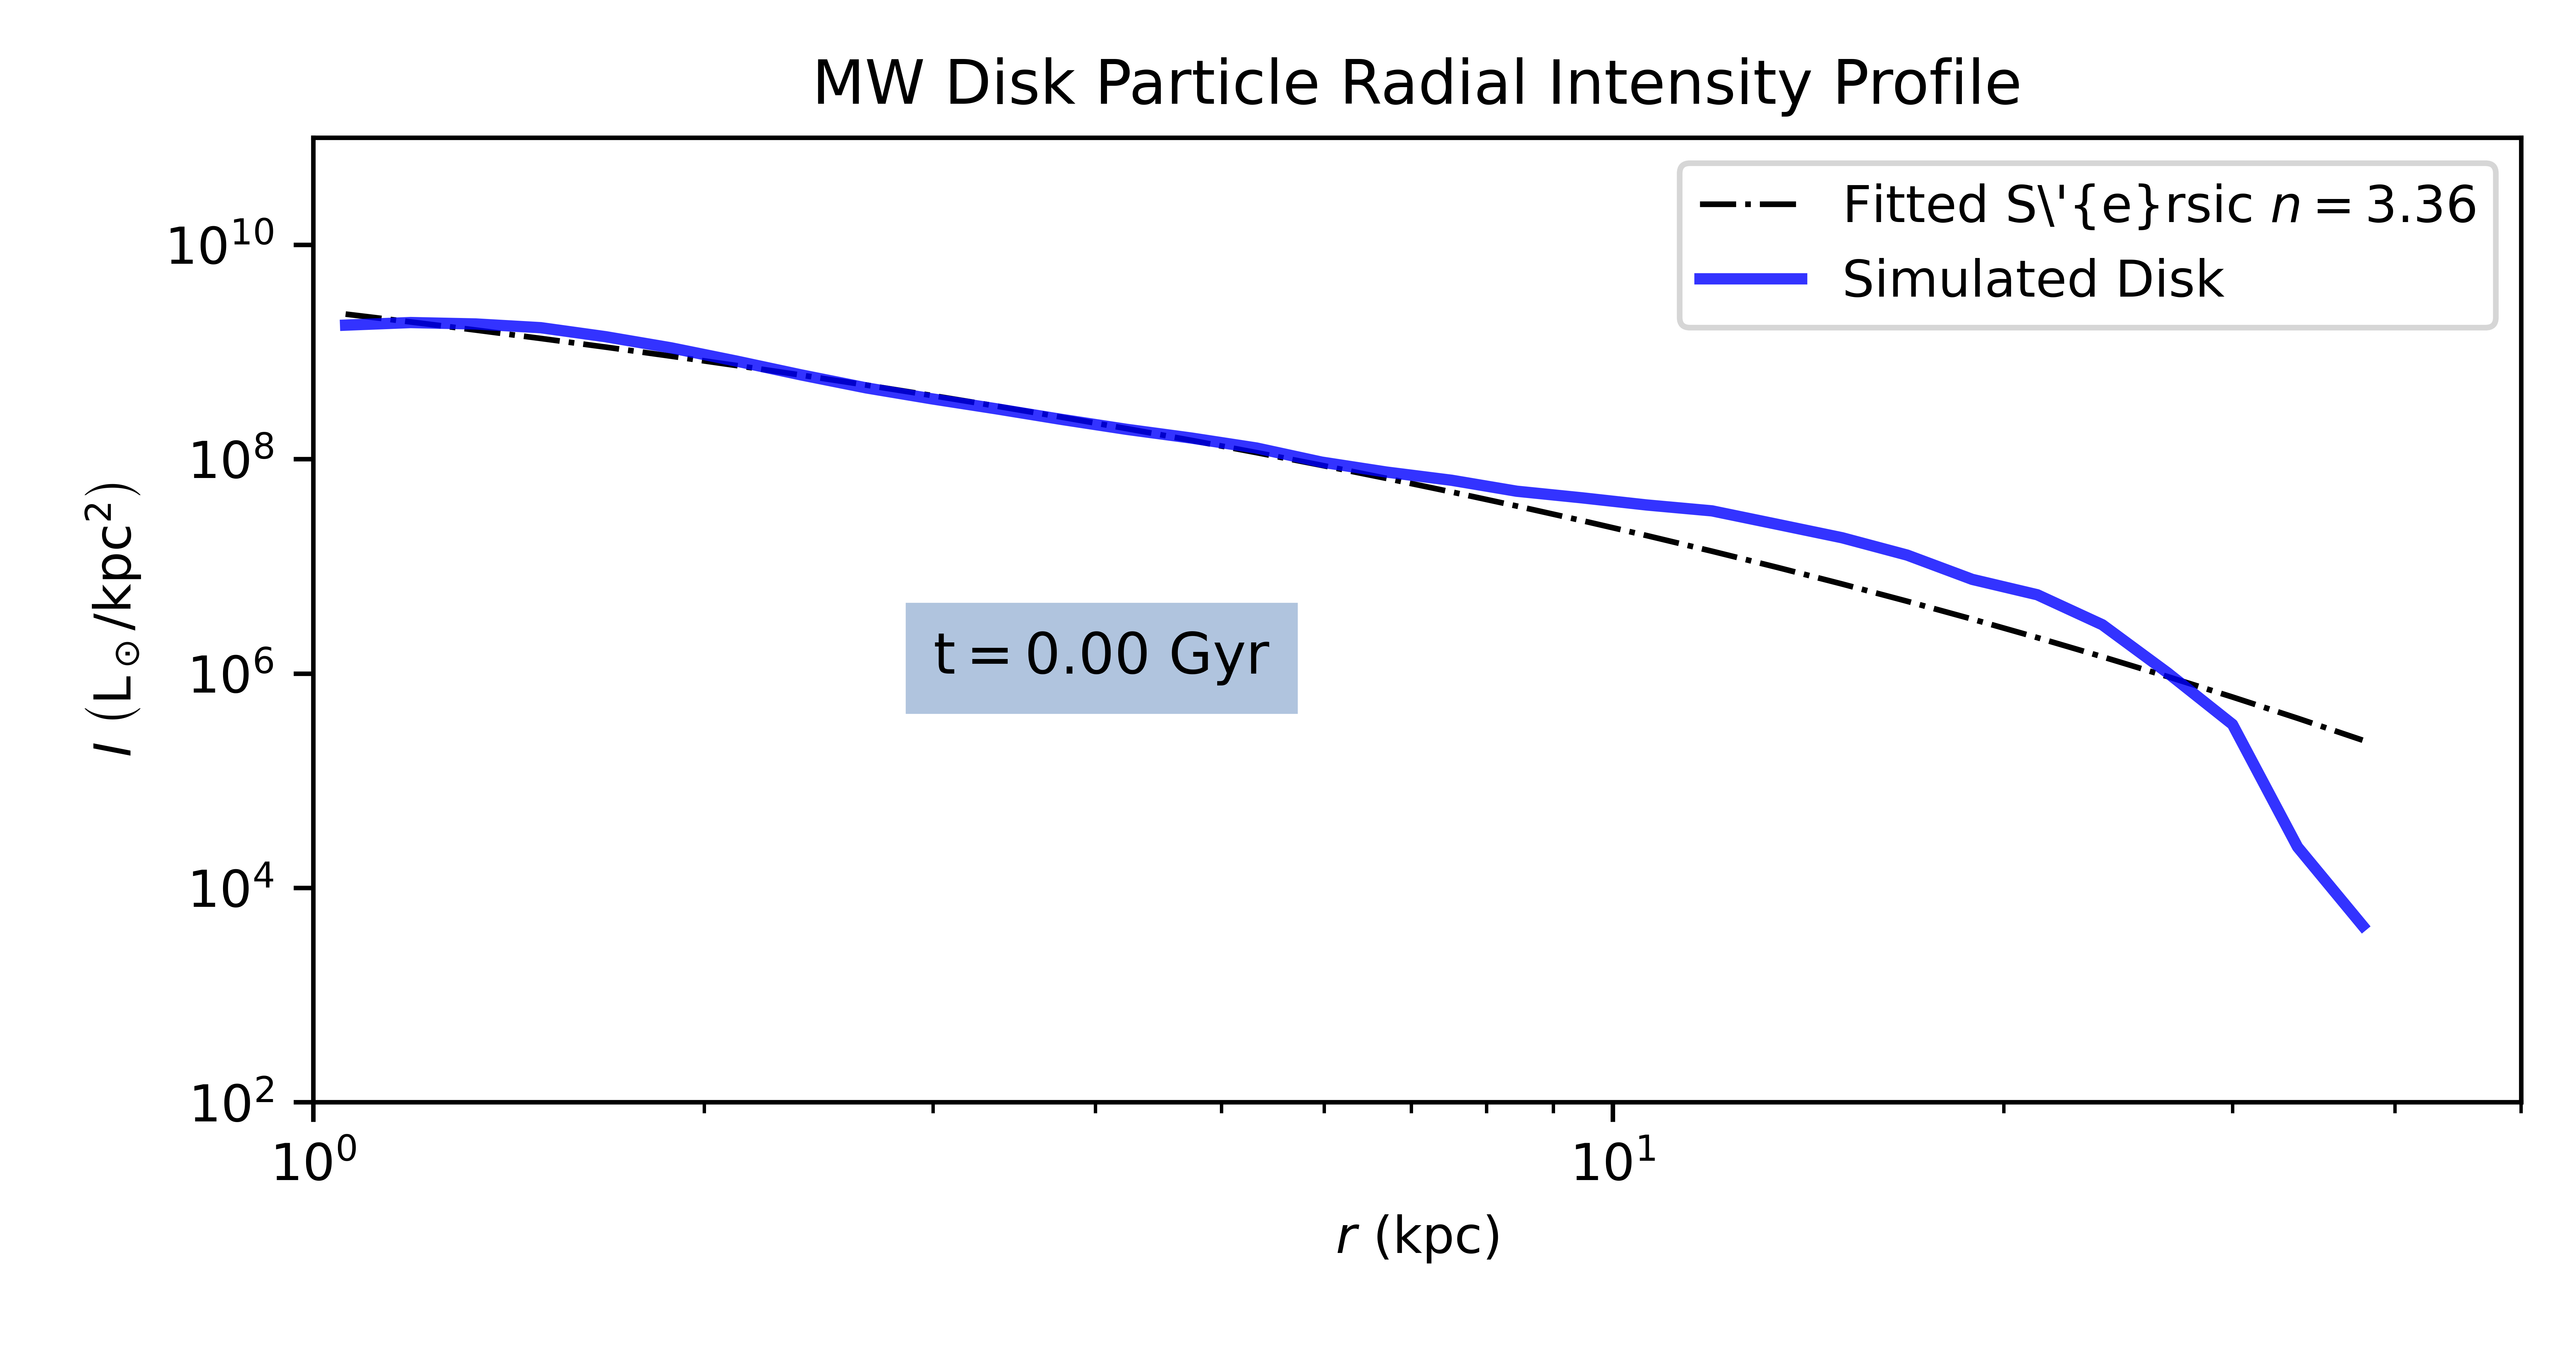 MW Disk Particle Radial Intensity Profile
Fitted S\'{e}rsic n = 3.36
Simulated Disk
10¹⁰
10⁸
10⁶
10⁴
10²
I (L☉/kpc²)
t = 0.00 Gyr
10⁰
10¹
r (kpc)